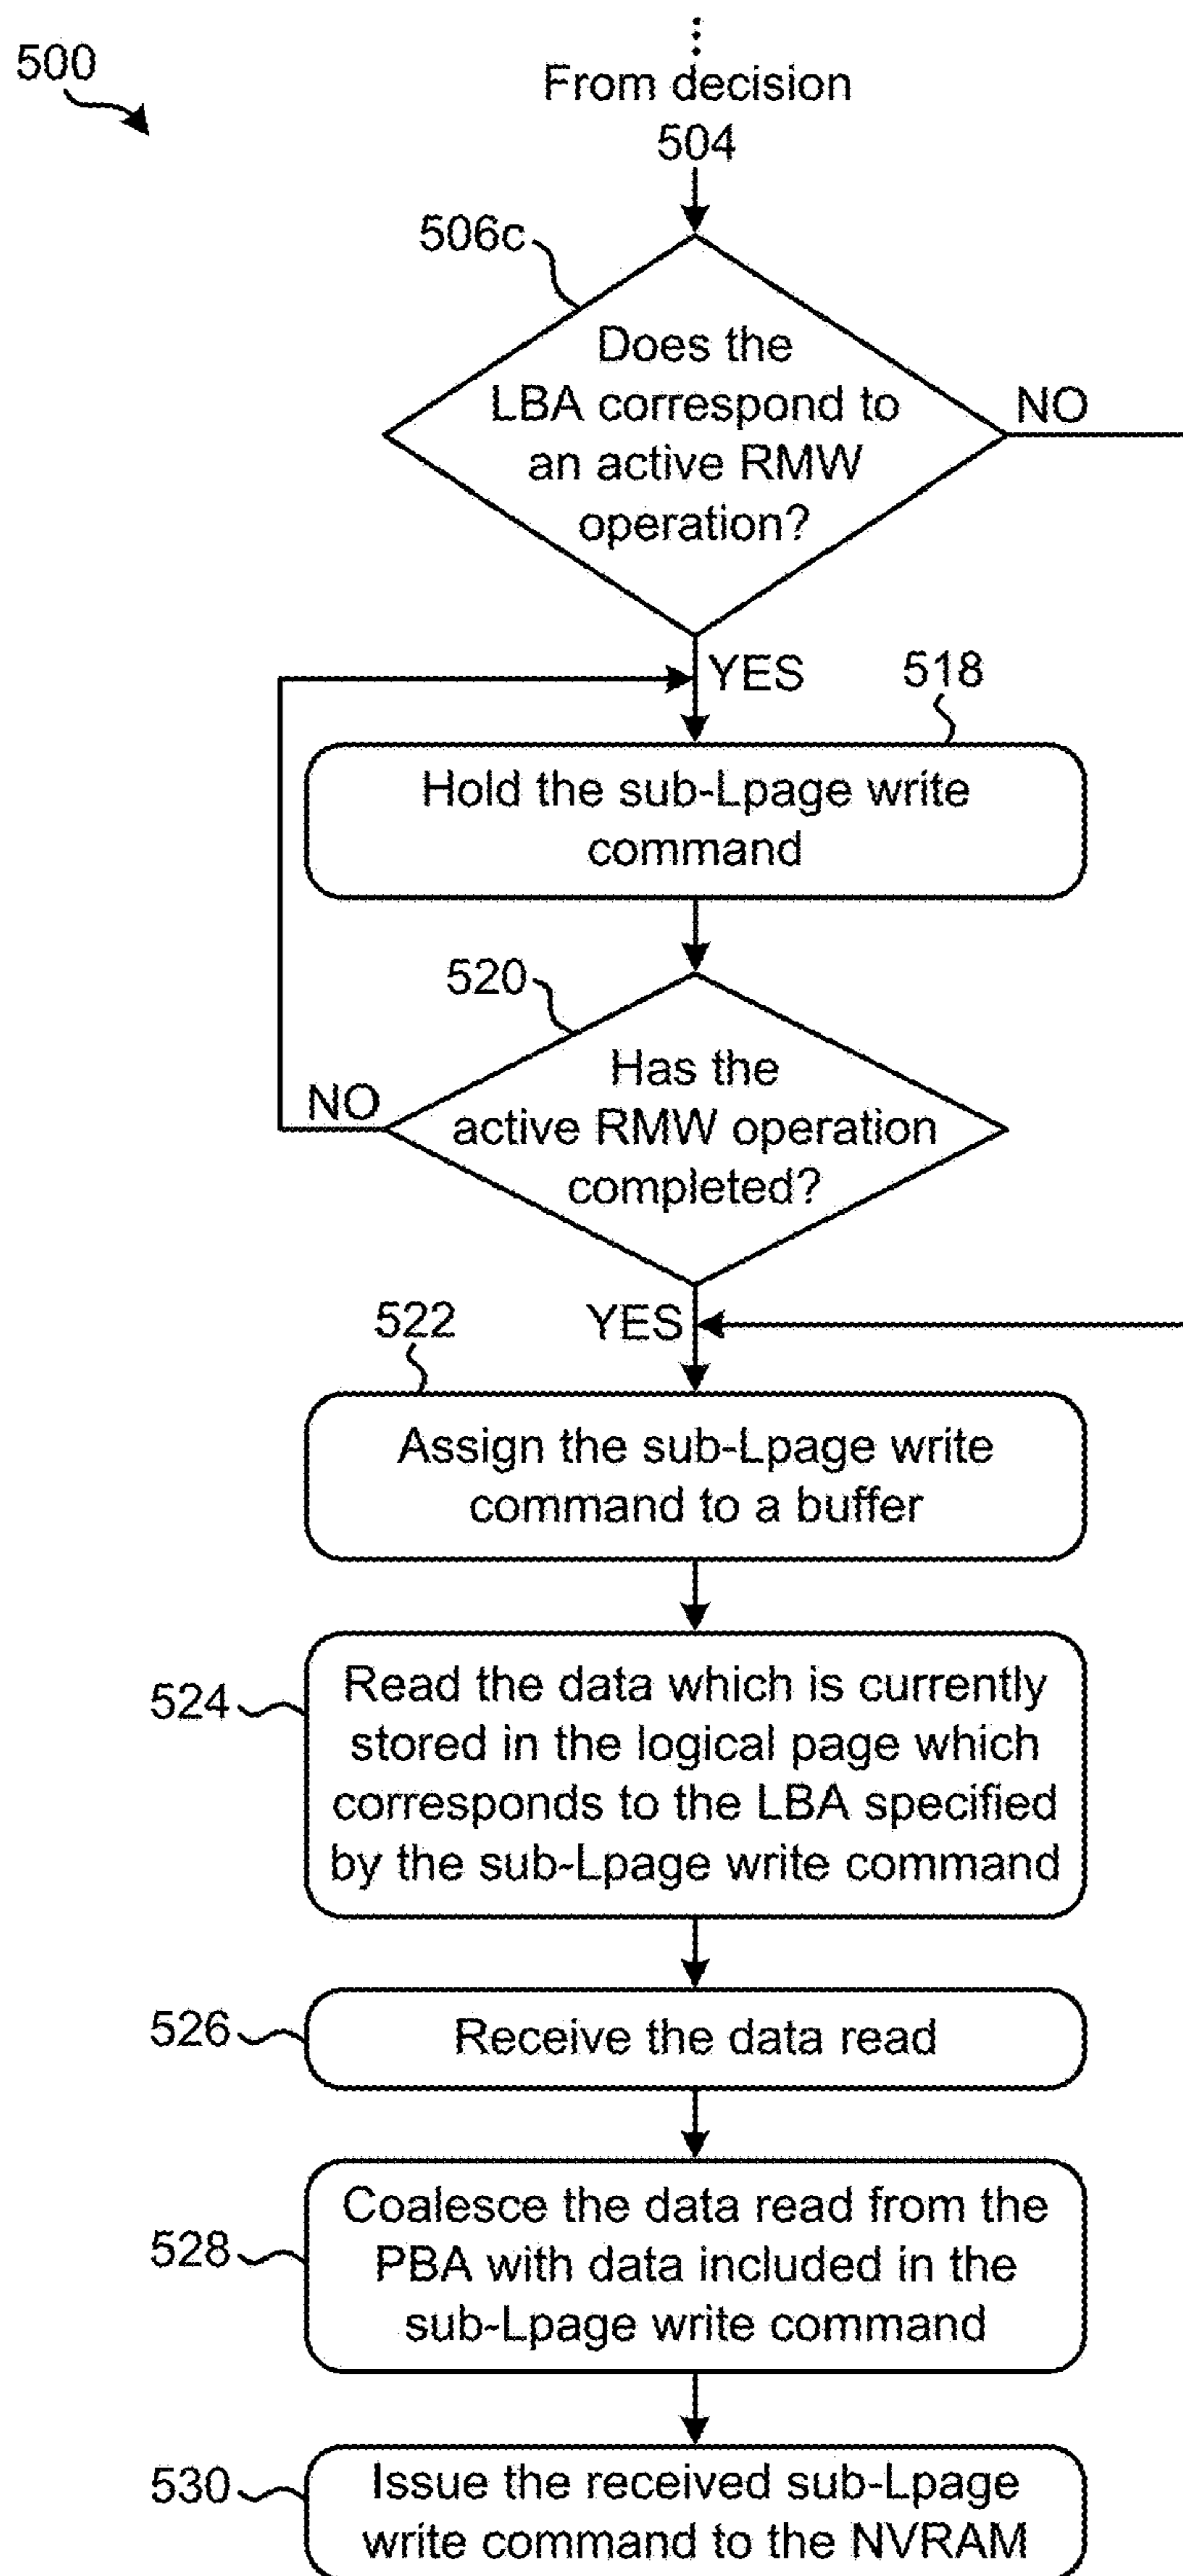 500
From decision
504
506c
Does the
LBA correspond to
an active RMW
operation?
NO
YES
518
Hold the sub-Lpage write
command
520
Has the
active RMW operation
completed?
NO
YES
522
Assign the sub-Lpage write
command to a buffer
524
Read the data which is currently
stored in the logical page which
corresponds to the LBA specified
by the sub-Lpage write command
526
Receive the data read
528
Coalesce the data read from the
PBA with data included in the
sub-Lpage write command
530
Issue the received sub-Lpage
write command to the NVRAM